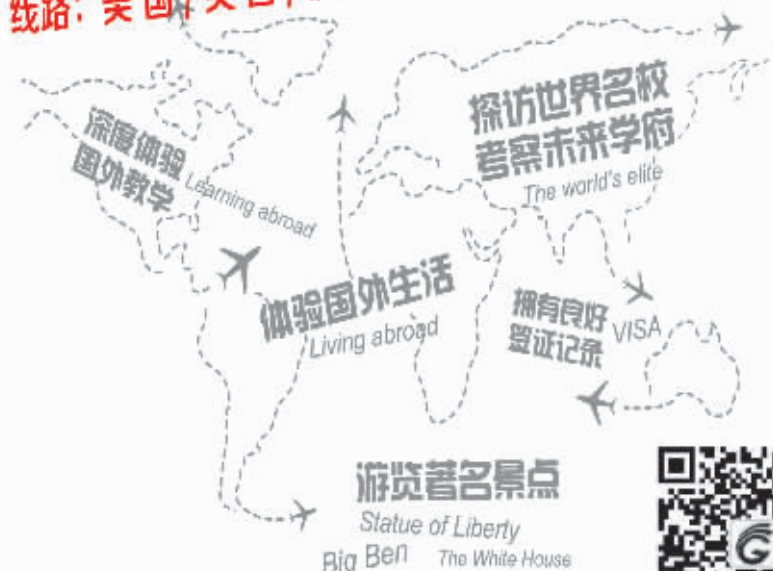 线路：美国，英国，
探访世界名校
考察未来学府
The world's elite
深度体验
国外教学
Learning abroad
体验国外生活
Living abroad
拥有良好
签证记录
VISA
游览著名景点
Statue of Liberty
Big Ben
The White House